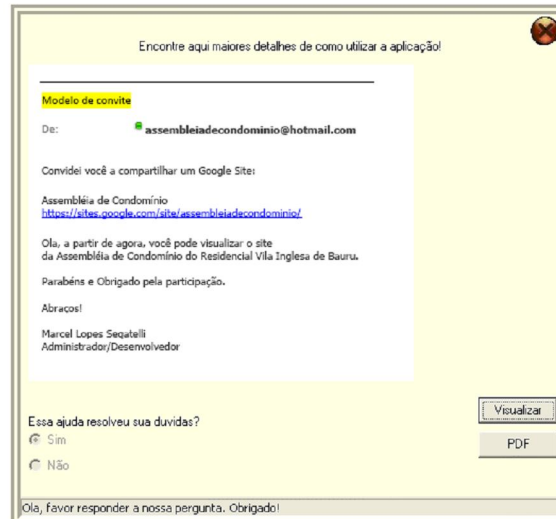 Encontre aqui maiores detalhes de como utilizar a aplicação!
Modelo de convite
De: assembleiadecondominio@hotmail.com
Convidei você a compartilhar um Google Site:
Assembléia de Condomínio
https://sites.google.com/site/assembleiadecondominio/
Ola, a partir de agora, você pode visualizar o site
da Assembléia de Condomínio do Residencial Vila Inglesa de Bauru.
Parabéns e Obrigado pela participação.
Abraços!
Marcel Lopes Segatelli
Administrador/Desenvolvedor
Essa ajuda resolveu sua duvidas?
Sim
Não
Visualizar
PDF
Ola, favor responder a nossa pergunta. Obrigado!